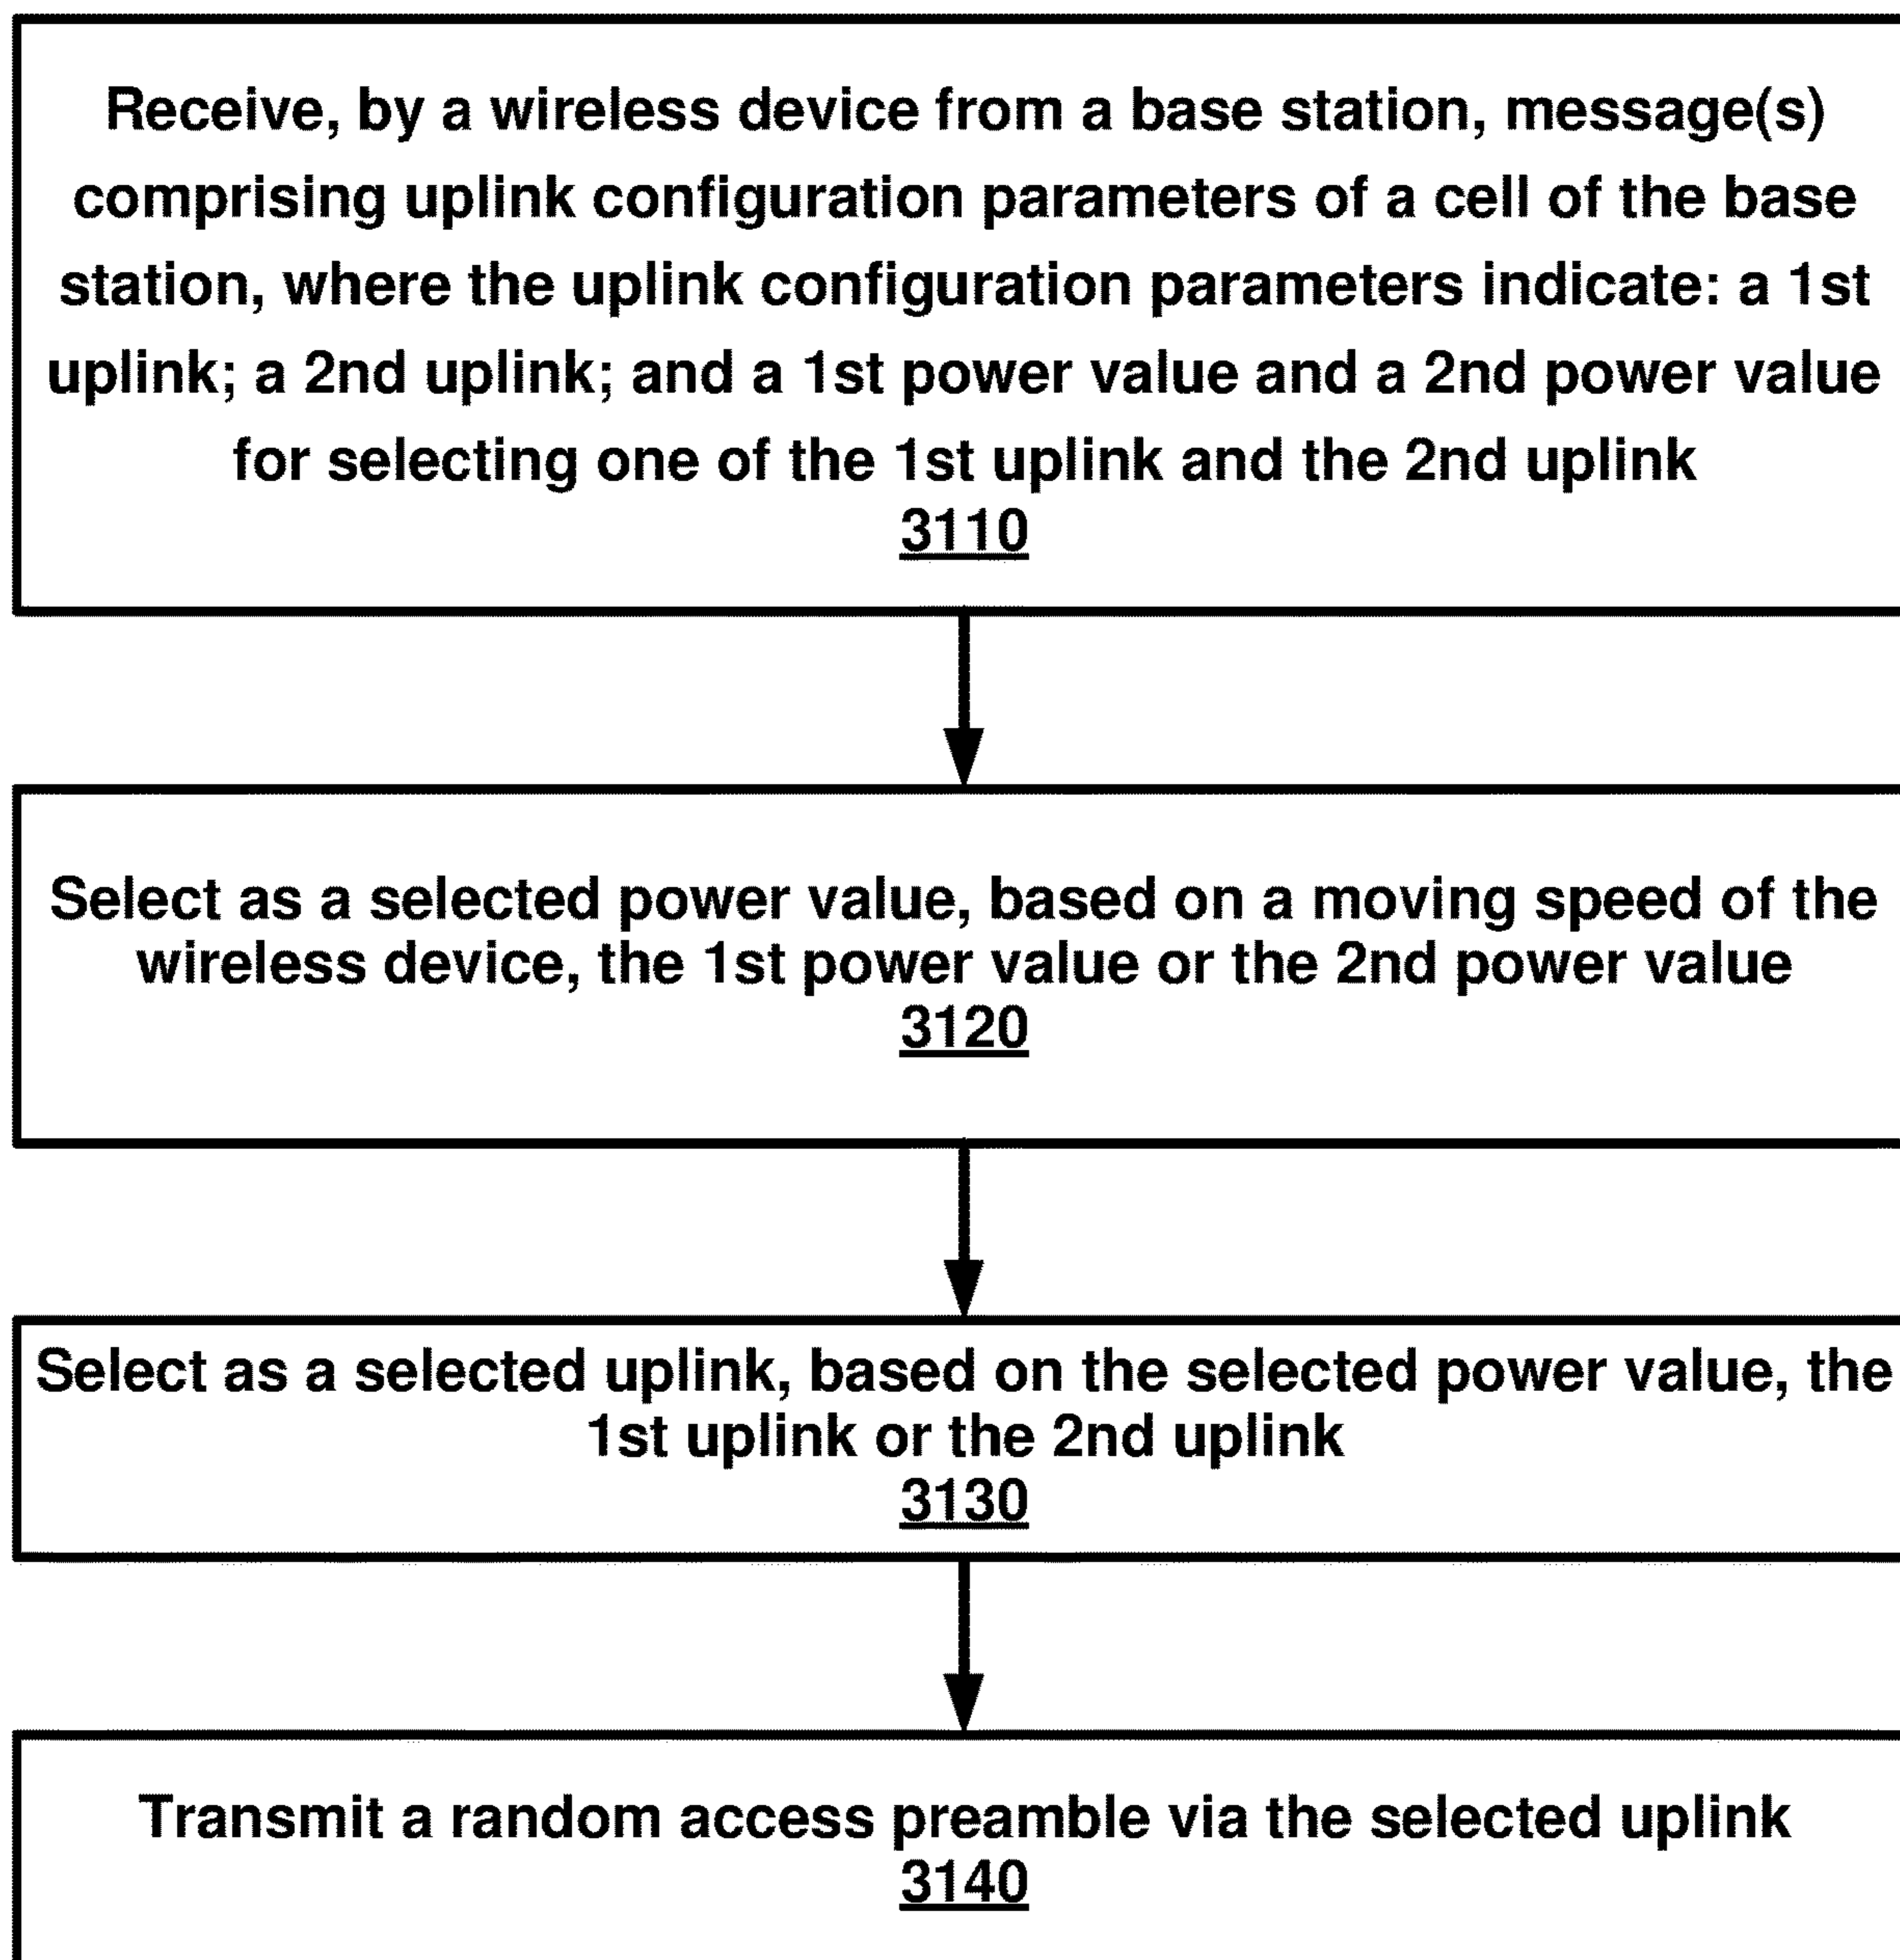 Receive, by a wireless device from a base station, message(s)
comprising uplink configuration parameters of a cell of the base
station, where the uplink configuration parameters indicate: a 1st
uplink; a 2nd uplink; and a 1st power value and a 2nd power value
for selecting one of the 1st uplink and the 2nd uplink
3110
Select as a selected power value, based on a moving speed of the
wireless device, the 1st power value or the 2nd power value
3120
Select as a selected uplink, based on the selected power value, the
1st uplink or the 2nd uplink
3130
Transmit a random access preamble via the selected uplink
3140